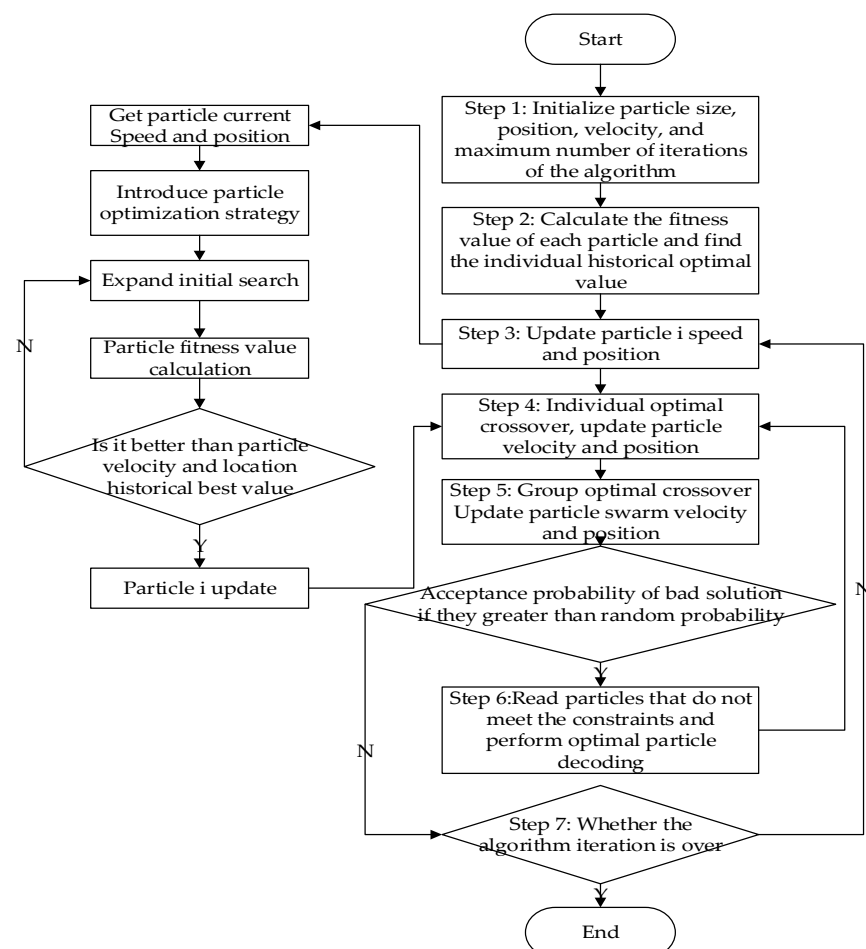 Start
Step 1: Initialize particle size,
position, velocity, and
maximum number of iterations
of the algorithm
Step 2: Calculate the fitness
value of each particle and find
the individual historical optimal
value
Step 3: Update particle i speed
and position
Get particle current
Speed and position
Introduce particle
optimization strategy
Expand initial search
Particle fitness value
calculation
N
Is it better than particle
velocity and location
historical best value
Y
Particle i update
Step 4: Individual optimal
crossover, update particle
velocity and position
Step 5: Group optimal crossover
Update particle swarm velocity
and position
Acceptance probability of bad solution
if they greater than random probability
Y
Step 6:Read particles that do not
meet the constraints and
perform optimal particle
decoding
N
Step 7: Whether the
algorithm iteration is over
N
Y
End